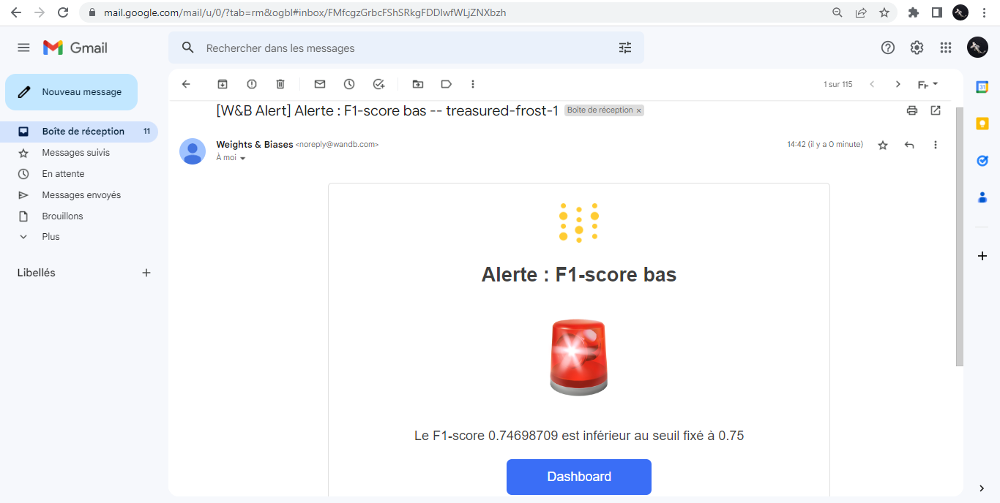 mail.google.com/mail/u/0/?tab=rm&ogbl#inbox/FMfcgzGrbcFShSRkgFDDlwfWLjZNXbzh
Gmail
Rechercher dans les messages
Nouveau message
1 sur 115
Fr
[W&B Alert] Alerte : F1-score bas -- treasured-frost-1 Boîte de réception ×
Boîte de réception 11
Weights & Biases <noreply@wandb.com>
14:42 (il y a 0 minute)
À moi
Messages suivis
En attente
Messages envoyés
Brouillons
Plus
Libellés
31
Alerte : F1-score bas
Le F1-score 0.74698709 est inférieur au seuil fixé à 0.75
Dashboard